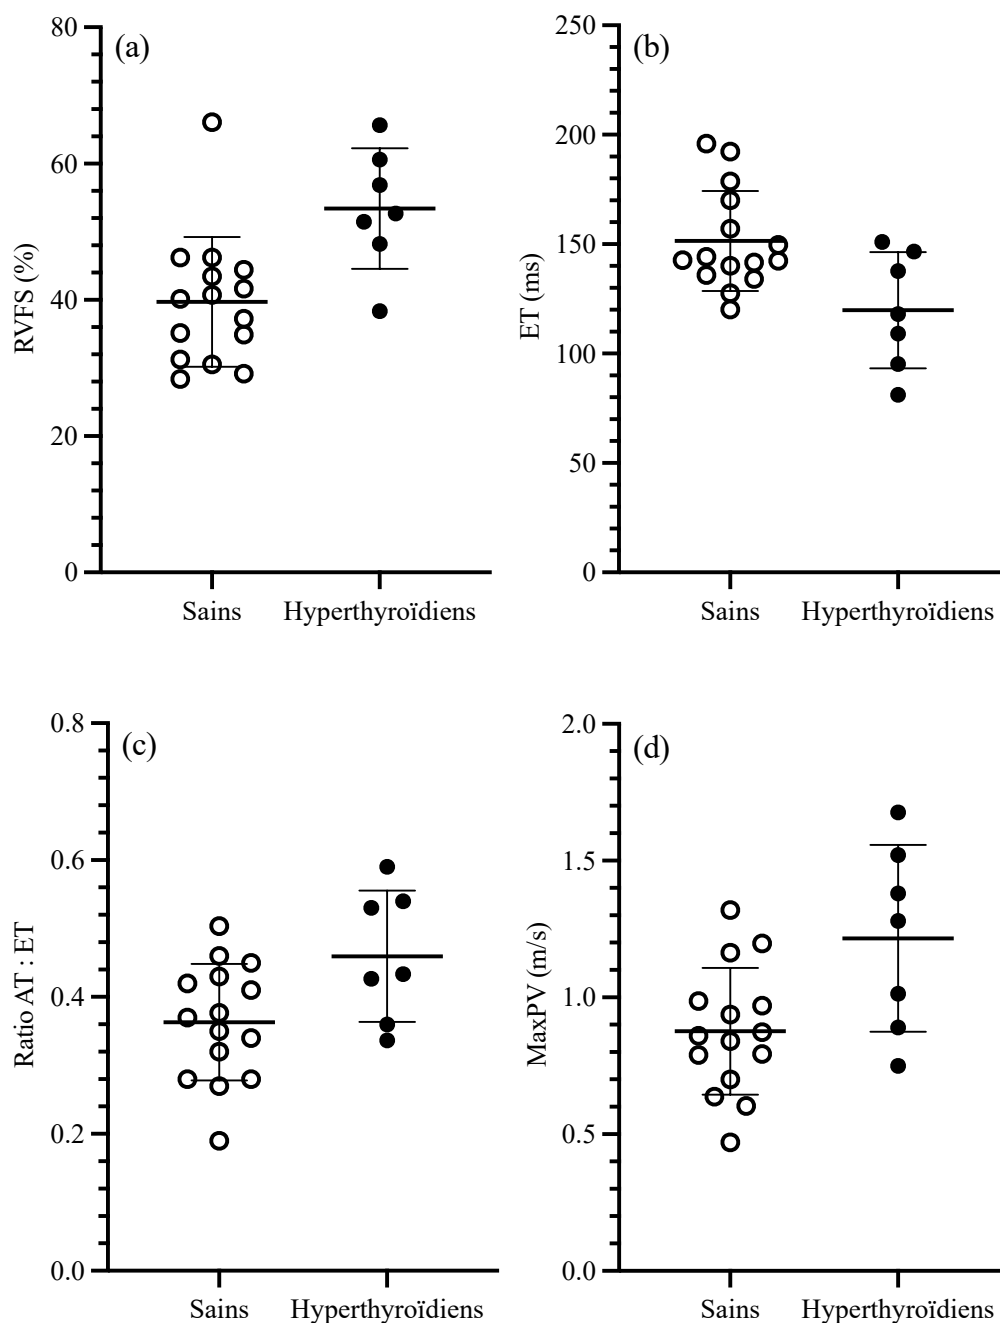 (a)
RVFS (%)
80
60
40
20
0
Sains Hyperthyroïdiens
(b)
ET (ms)
250
200
150
100
50
0
Sains Hyperthyroïdiens
(c)
Ratio AT : ET
0.8
0.6
0.4
0.2
0.0
Sains Hyperthyroïdiens
(d)
MaxPV (m/s)
2.0
1.5
1.0
0.5
0.0
Sains Hyperthyroïdiens